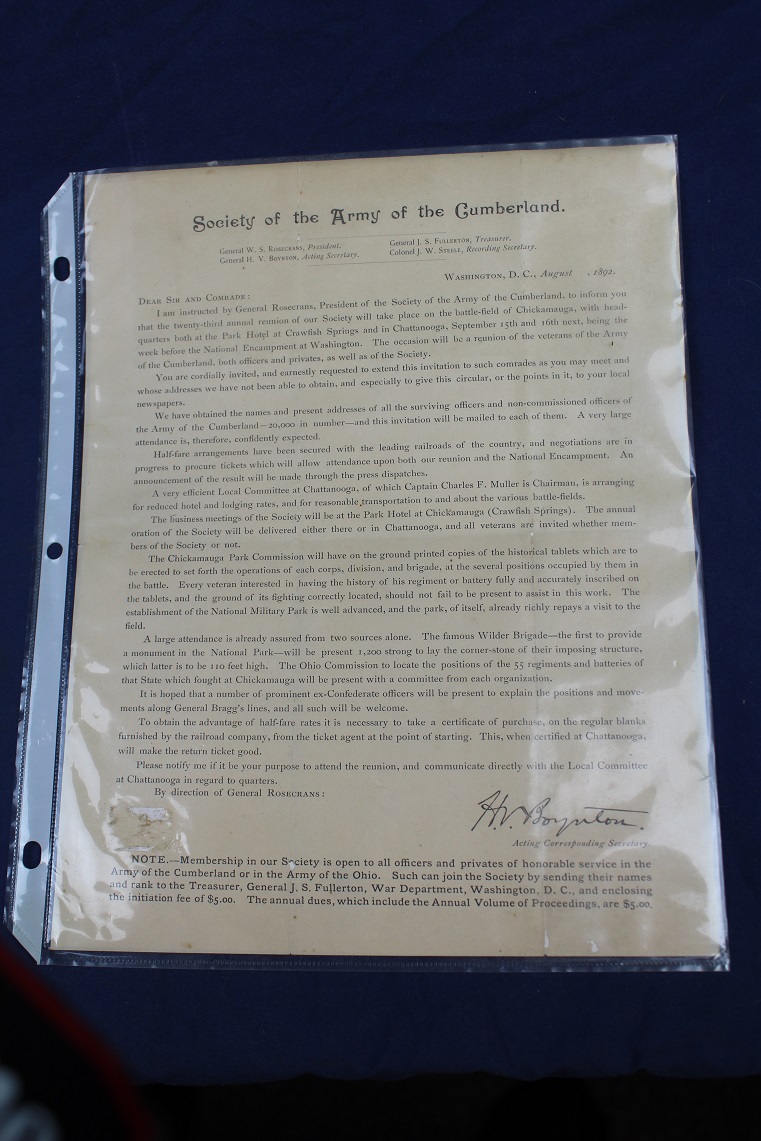 Society of the Army of the Cumberland.
General W. S. Rosecrans, President.
General H. V. Boynton, Acting Secretary.
General J. S. Fullerton, Treasurer.
Colonel J. W. Steele, Recording Secretary.
Washington, D. C., August , 1892.
Dear Sir and Comrade:
I am instructed by General Rosecrans, President of the Society of the Army of the Cumberland, to inform you
that the twenty-third annual reunion of our Society will take place on the battle-field of Chickamauga, with head-
quarters both at the Park Hotel at Crawfish Springs and in Chattanooga, September 15th and 16th next, being the
week before the National Encampment at Washington. The occasion will be a reunion of the veterans of the Army
of the Cumberland, both officers and privates, as well as of the Society.
You are cordially invited, and earnestly requested to extend this invitation to such comrades as you may meet and
whose addresses we have not been able to obtain, and especially to give this circular, or the points in it, to your local
newspapers.
We have obtained the names and present addresses of all the surviving officers and non-commissioned officers of
the Army of the Cumberland—20,000 in number—and this invitation will be mailed to each of them. A very large
attendance is, therefore, confidently expected.
Half-fare arrangements have been secured with the leading railroads of the country, and negotiations are in
progress to procure tickets which will allow attendance upon both our reunion and the National Encampment. An
announcement of the result will be made through the press dispatches.
A very efficient Local Committee at Chattanooga, of which Captain Charles F. Muller is Chairman, is arranging
for reduced hotel and lodging rates, and for reasonable transportation to and about the various battle-fields.
The business meetings of the Society will be at the Park Hotel at Chickamauga (Crawfish Springs). The annual
oration of the Society will be delivered either there or in Chattanooga, and all veterans are invited whether mem-
bers of the Society or not.
The Chickamauga Park Commission will have on the ground printed copies of the historical tablets which are to
be erected to set forth the operations of each corps, division, and brigade, at the several positions occupied by them in
the battle. Every veteran interested in having the history of his regiment or battery fully and accurately inscribed on
the tablets, and the ground of its fighting correctly located, should not fail to be present to assist in this work. The
establishment of the National Military Park is well advanced, and the park, of itself, already richly repays a visit to the
field.
A large attendance is already assured from two sources alone. The famous Wilder Brigade—the first to provide
a monument in the National Park—will be present 1,200 strong to lay the corner-stone of their imposing structure,
which latter is to be 110 feet high. The Ohio Commission to locate the positions of the 55 regiments and batteries of
that State which fought at Chickamauga will be present with a committee from each organization.
It is hoped that a number of prominent ex-Confederate officers will be present to explain the positions and move-
ments along General Bragg's lines, and all such will be welcome.
To obtain the advantage of half-fare rates it is necessary to take a certificate of purchase, on the regular blanks
furnished by the railroad company, from the ticket agent at the point of starting. This, when certified at Chattanooga,
will make the return ticket good.
Please notify me if it be your purpose to attend the reunion, and communicate directly with the Local Committee
at Chattanooga in regard to quarters.
By direction of General Rosecrans:
H. V. Boynton.
Acting Corresponding Secretary.
NOTE.—Membership in our Society is open to all officers and privates of honorable service in the
Army of the Cumberland or in the Army of the Ohio. Such can join the Society by sending their names
and rank to the Treasurer, General J. S. Fullerton, War Department, Washington, D. C., and enclosing
the initiation fee of $5.00. The annual dues, which include the Annual Volume of Proceedings, are $5.00.